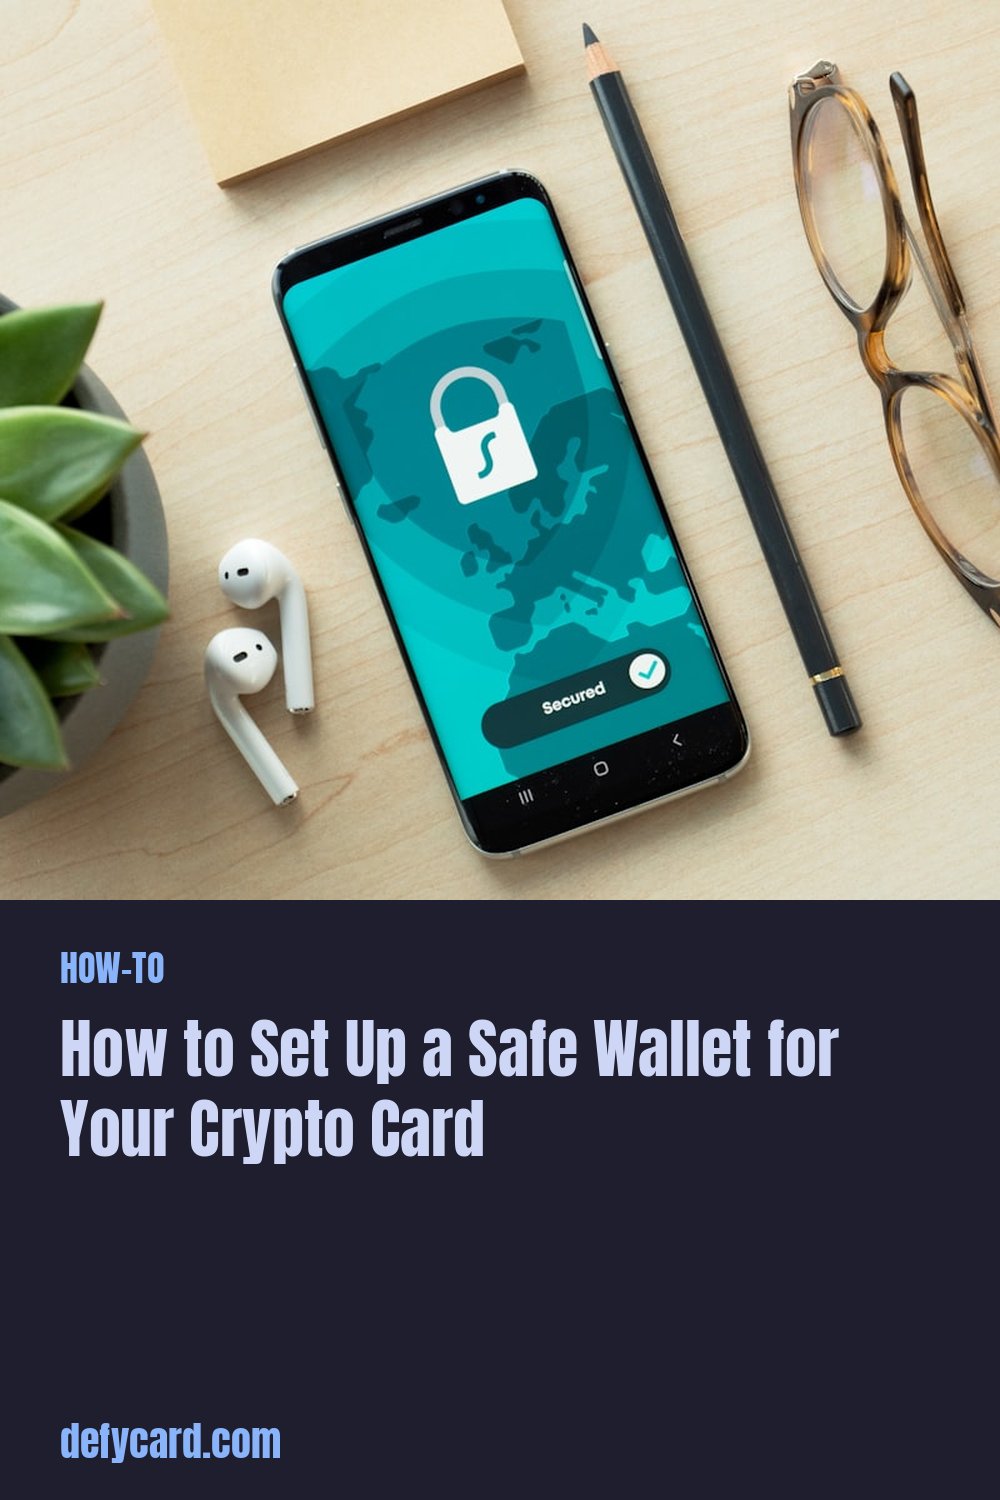 Secured
HOW-TO
How to Set Up a Safe Wallet for
Your Crypto Card
defycard.com